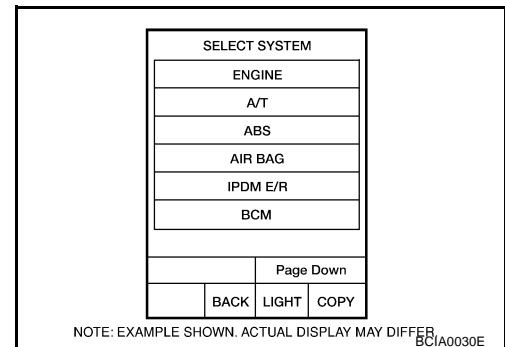 SELECT SYSTEM
ENGINE
A/T
ABS
AIR BAG
IPDM E/R
BCM
Page Down
BACK LIGHT COPY
NOTE: EXAMPLE SHOWN. ACTUAL DISPLAY MAY DIFFER.
BCIA0030E